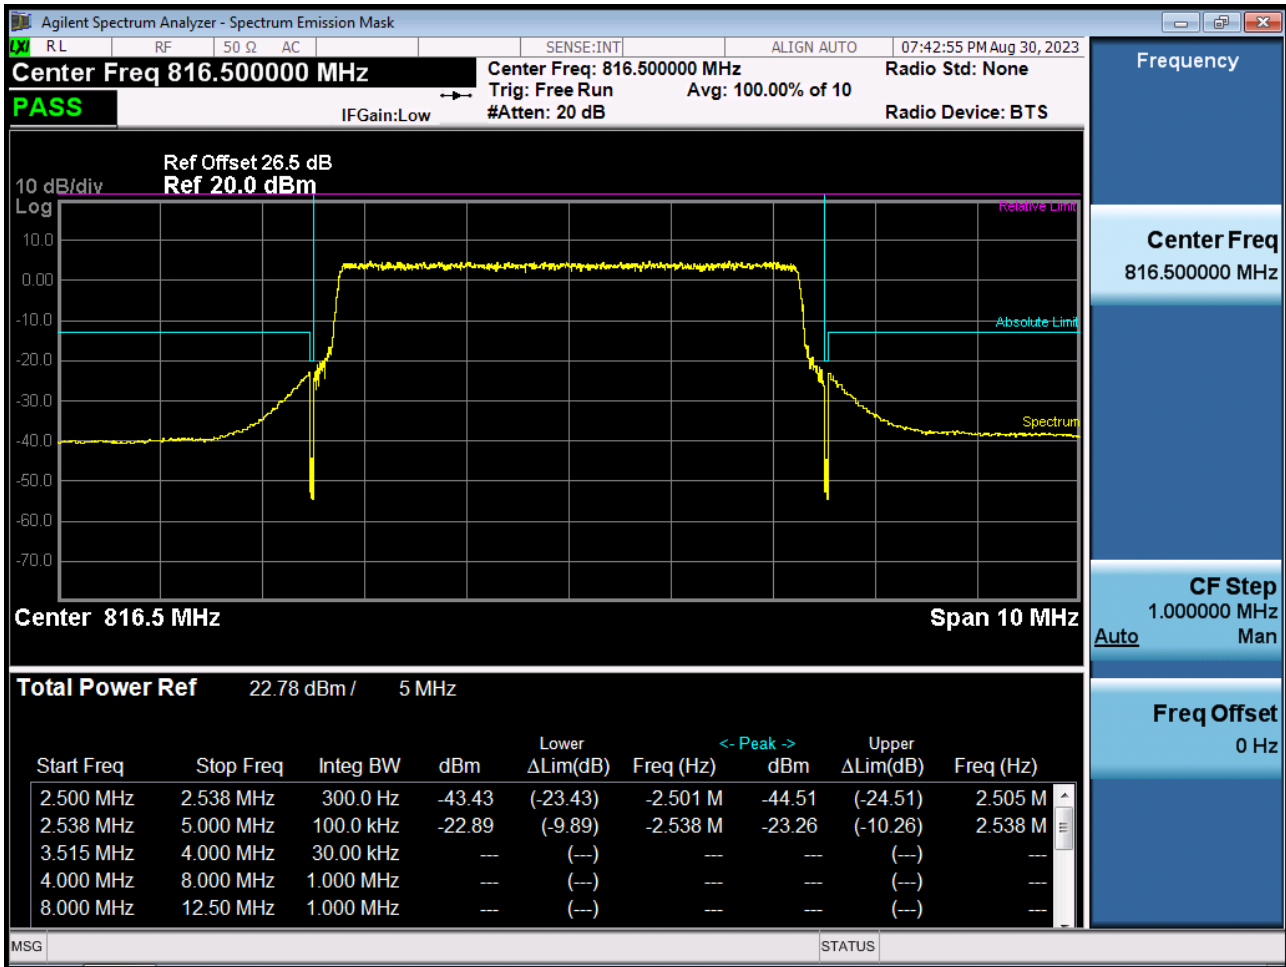 Agilent Spectrum Analyzer - Spectrum Emission Mask
LXI RL RF 50 Ω AC SENSE:INT ALIGN AUTO 07:42:55 PM Aug 30, 2023
Center Freq 816.500000 MHz
Center Freq: 816.500000 MHz Radio Std: None
Trig: Free Run Avg: 100.00% of 10
PASS
IFGain:Low #Atten: 20 dB Radio Device: BTS
Ref Offset 26.5 dB
10 dB/div Ref 20.0 dBm
Log
Relative Limit
10.0
0.00
-10.0
Absolute Limit
-20.0
-30.0
Spectrum
-40.0
-50.0
-60.0
-70.0
Center 816.5 MHz Span 10 MHz
Total Power Ref 22.78 dBm / 5 MHz
Lower <- Peak -> Upper
Start Freq Stop Freq Integ BW dBm ΔLim(dB) Freq (Hz) dBm ΔLim(dB) Freq (Hz)
2.500 MHz 2.538 MHz 300.0 Hz -43.43 (-23.43) -2.501 M -44.51 (-24.51) 2.505 M
2.538 MHz 5.000 MHz 100.0 kHz -22.89 (-9.89) -2.538 M -23.26 (-10.26) 2.538 M
3.515 MHz 4.000 MHz 30.00 kHz --- (---) --- --- (---) ---
4.000 MHz 8.000 MHz 1.000 MHz --- (---) --- --- (---) ---
8.000 MHz 12.50 MHz 1.000 MHz --- (---) --- --- (---) ---
MSG STATUS
Frequency
Center Freq
816.500000 MHz
CF Step
1.000000 MHz
Auto Man
Freq Offset
0 Hz